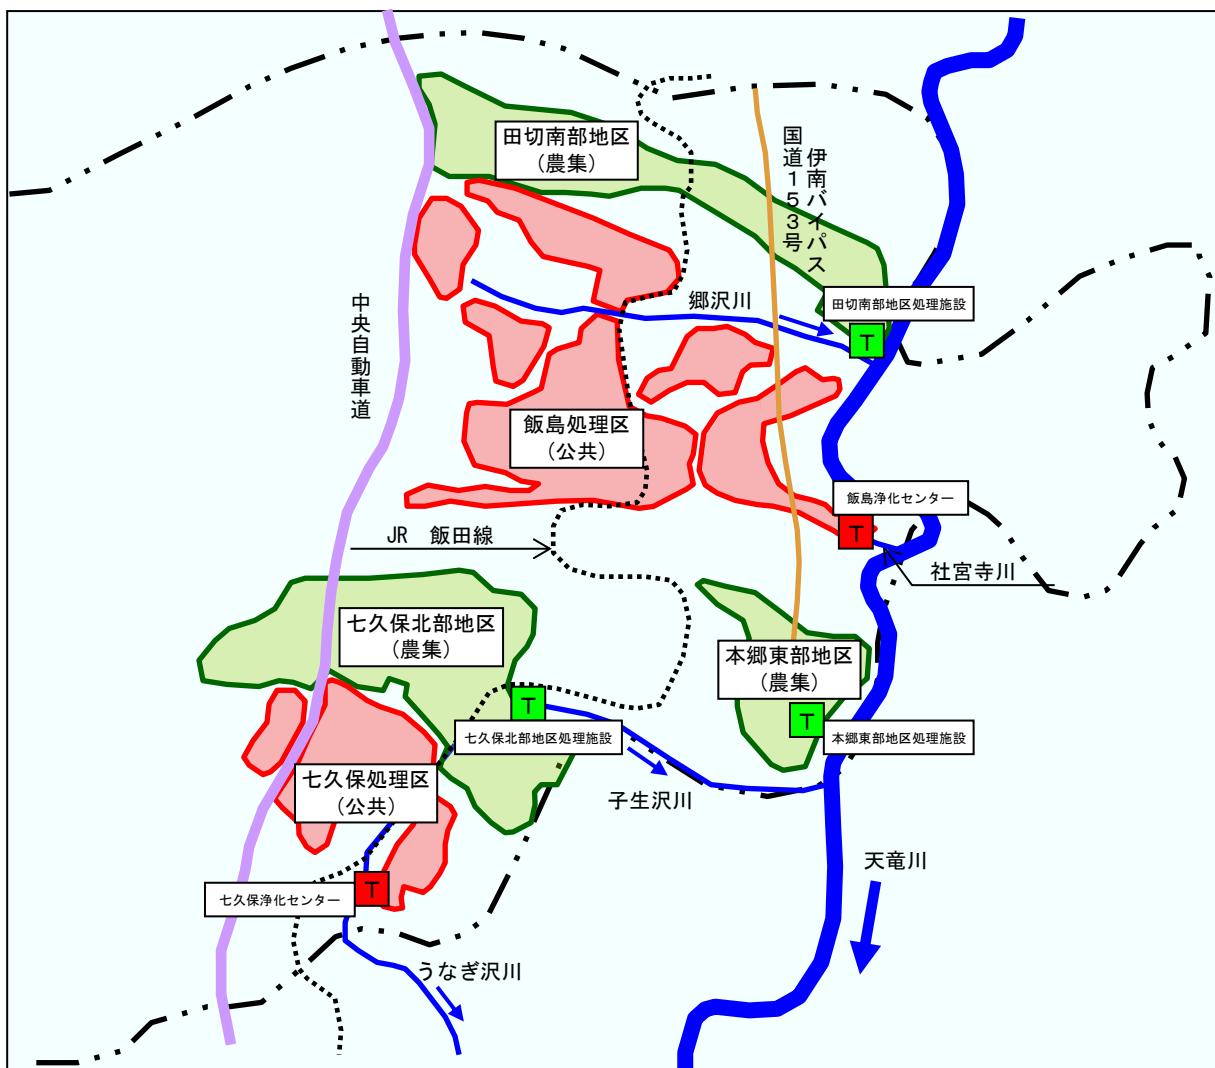 田切南部地区
(農集)
国道153号
伊南バイパス
田切南部地区処理施設
T
郷沢川
中央自動車道
飯島処理区
(公共)
飯島浄化センター
T
JR 飯田線
社宮寺川
七久保北部地区
(農集)
本郷東部地区
(農集)
T
七久保北部地区処理施設
T
本郷東部地区処理施設
七久保処理区
(公共)
子生沢川
天竜川
T
七久保浄化センター
うなぎ沢川